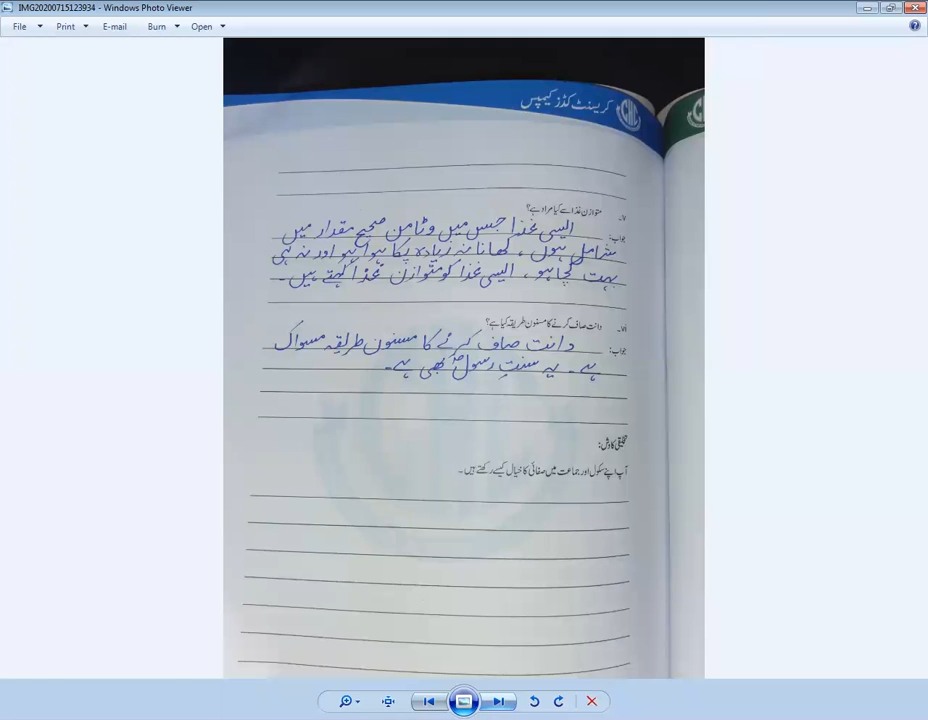 IMG20200715123934 - Windows Photo Viewer
File Print E-mail Burn Open
کریسنٹ کڈز کیمپس
متوازن غذا سے کیا مراد ہے؟ ۷۔
جواب: ایسی غذا جس میں وٹامن صحیح مقدار میں
شامل ہوں ، کھانا نہ زیادہ پکا ہوا ہو اور نہ ہی
بہت کچا ہو ، ایسی غذا کو متوازن غذا کہتے ہیں ۔
دانت صاف کرنے کا مسنون طریقہ کیا ہے؟
جواب: دانت صاف کرنے کا مسنون طریقہ مسواک
ہے ۔ یہ سنتِ رسولؐ بھی ہے ۔
تخلیقی کاوش:
آپ اپنے سکول اور جماعت میں صفائی کا خیال کیسے رکھتے ہیں ۔